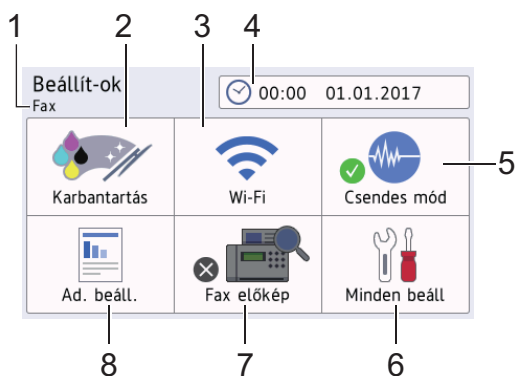 1 2 3 4
Beállít-ok
Fax
00:00 01.01.2017
Karbantartás Wi-Fi Csendes mód
5
Ad. beáll. Fax előkép Minden beáll
8 7 6